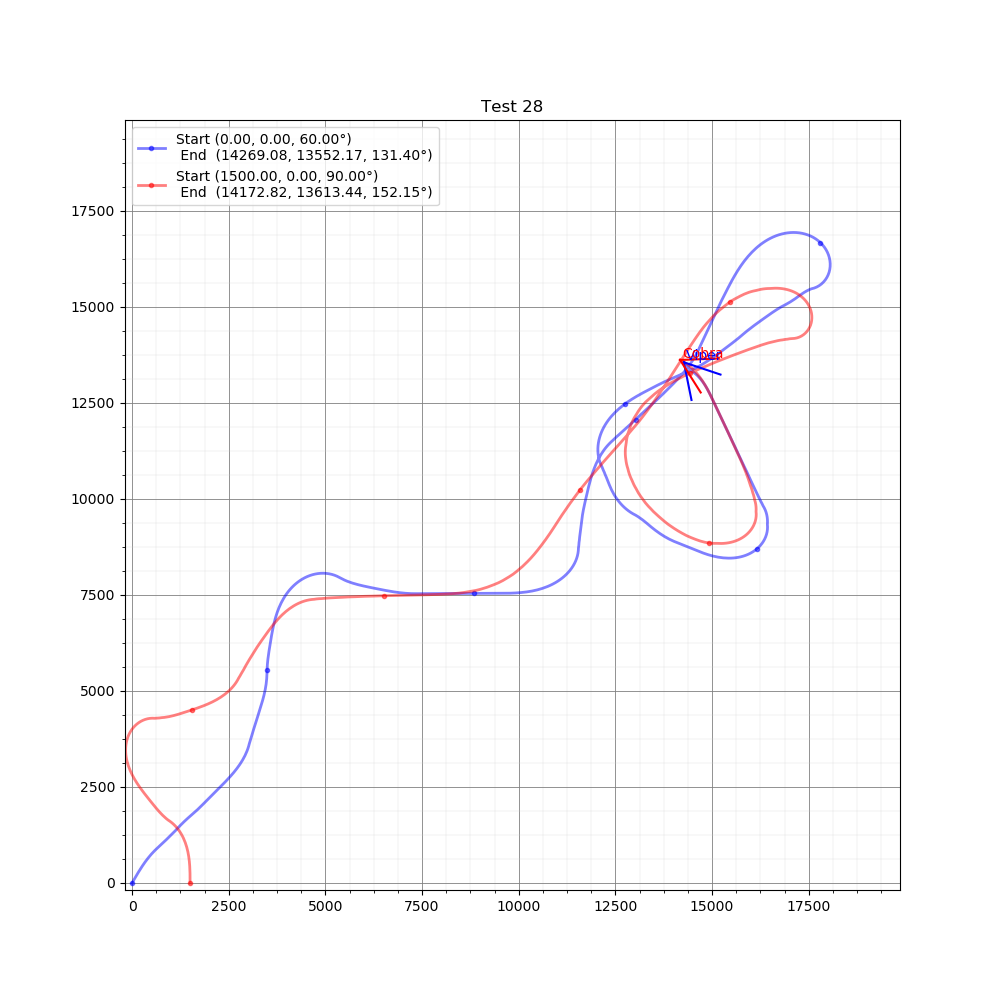 Test 28
Start (0.00, 0.00, 60.00°)
End (14269.08, 13552.17, 131.40°)
Start (1500.00, 0.00, 90.00°)
End (14172.82, 13613.44, 152.15°)
17500
15000
12500
10000
7500
5000
2500
0
Cobra
Viper
0 2500 5000 7500 10000 12500 15000 17500